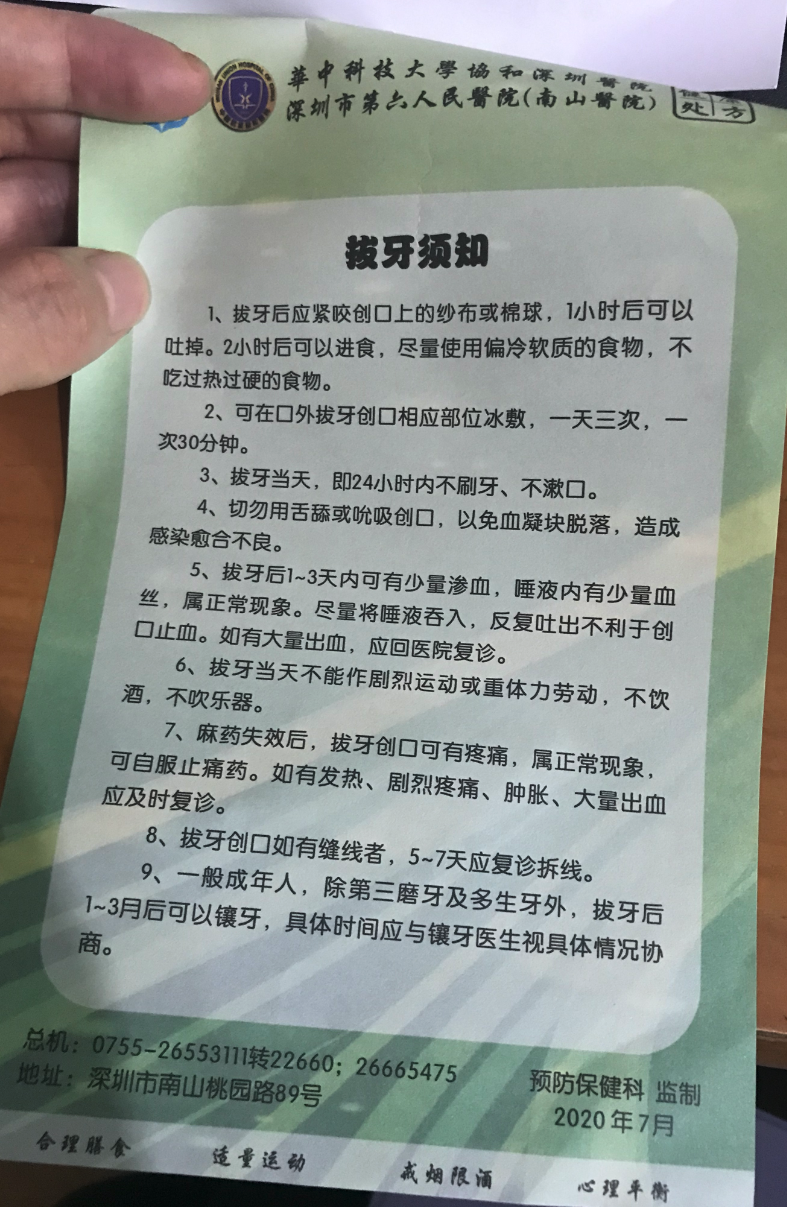 華中科技大學協和深圳醫院
深圳市第六人民醫院(南山醫院)
处 方
拔牙须知
1、拔牙后应紧咬创口上的纱布或棉球，1小时后可以
吐掉。2小时后可以进食，尽量使用偏冷软质的食物，不
吃过热过硬的食物。
2、可在口外拔牙创口相应部位冰敷，一天三次，一
次30分钟。
3、拔牙当天，即24小时内不刷牙、不漱口。
4、切勿用舌舔或吮吸创口，以免血凝块脱落，造成
感染愈合不良。
5、拔牙后1~3天内可有少量渗血，唾液内有少量血
丝，属正常现象。尽量将唾液吞入，反复吐出不利于创
口止血。如有大量出血，应回医院复诊。
6、拔牙当天不能作剧烈运动或重体力劳动，不饮
酒，不吹乐器。
7、麻药失效后，拔牙创口可有疼痛，属正常现象，
可自服止痛药。如有发热、剧烈疼痛、肿胀、大量出血
应及时复诊。
8、拔牙创口如有缝线者，5~7天应复诊拆线。
9、一般成年人，除第三磨牙及多生牙外，拔牙后
1~3月后可以镶牙，具体时间应与镶牙医生视具体情况协
商。
总机：0755-26553111转22660；26665475
地址：深圳市南山桃园路89号
预防保健科 监制
2020年7月
合理膳食 适量运动 戒烟限酒 心理平衡